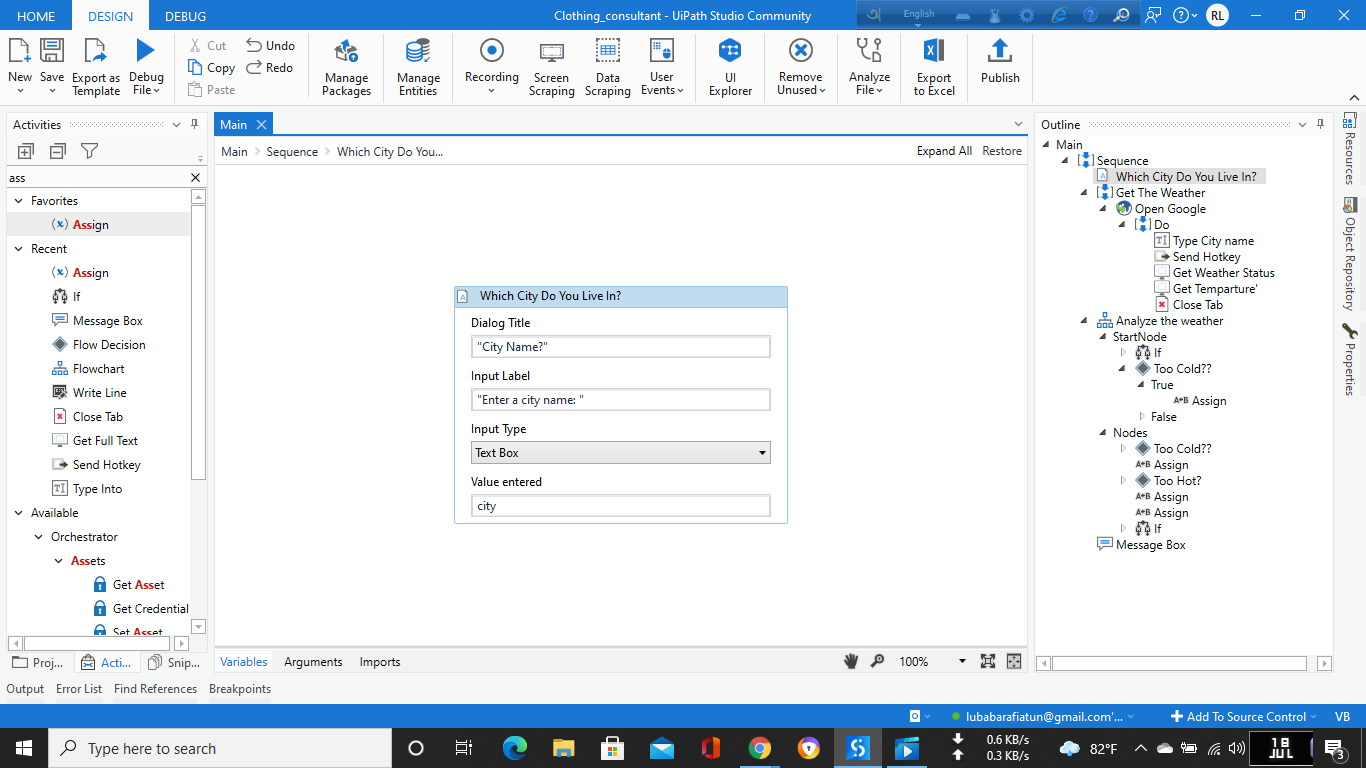 HOME DESIGN DEBUG Clothing_consultant - UiPath Studio Community English RL
New Save Export as Template Debug File Cut Copy Paste Undo Redo Manage Packages Manage Entities Recording Screen Scraping Data Scraping User Events UI Explorer Remove Unused Analyze File Export to Excel Publish
Activities
ass
Favorites
Assign
Recent
Assign
If
Message Box
Flow Decision
Flowchart
Write Line
Close Tab
Get Full Text
Send Hotkey
Type Into
Available
Orchestrator
Assets
Get Asset
Get Credential
Set Asset
Proj... Acti... Snip...
Main
Main > Sequence > Which City Do You... Expand All Restore
Which City Do You Live In?
Dialog Title
"City Name?"
Input Label
"Enter a city name: "
Input Type
Text Box
Value entered
city
Variables Arguments Imports 100%
Outline
Main
Sequence
Which City Do You Live In?
Get The Weather
Open Google
Do
Type City name
Send Hotkey
Get Weather Status
Get Temparture'
Close Tab
Analyze the weather
StartNode
If
Too Cold??
True
A+B Assign
False
Nodes
Too Cold??
A+B Assign
Too Hot?
A+B Assign
A+B Assign
If
Message Box
Resources
Object Repository
Properties
Output Error List Find References Breakpoints
lubabarafiatun@gmail.com'... Add To Source Control VB
Type here to search
0.6 KB/s
0.3 KB/s
82°F
18
JUL
3